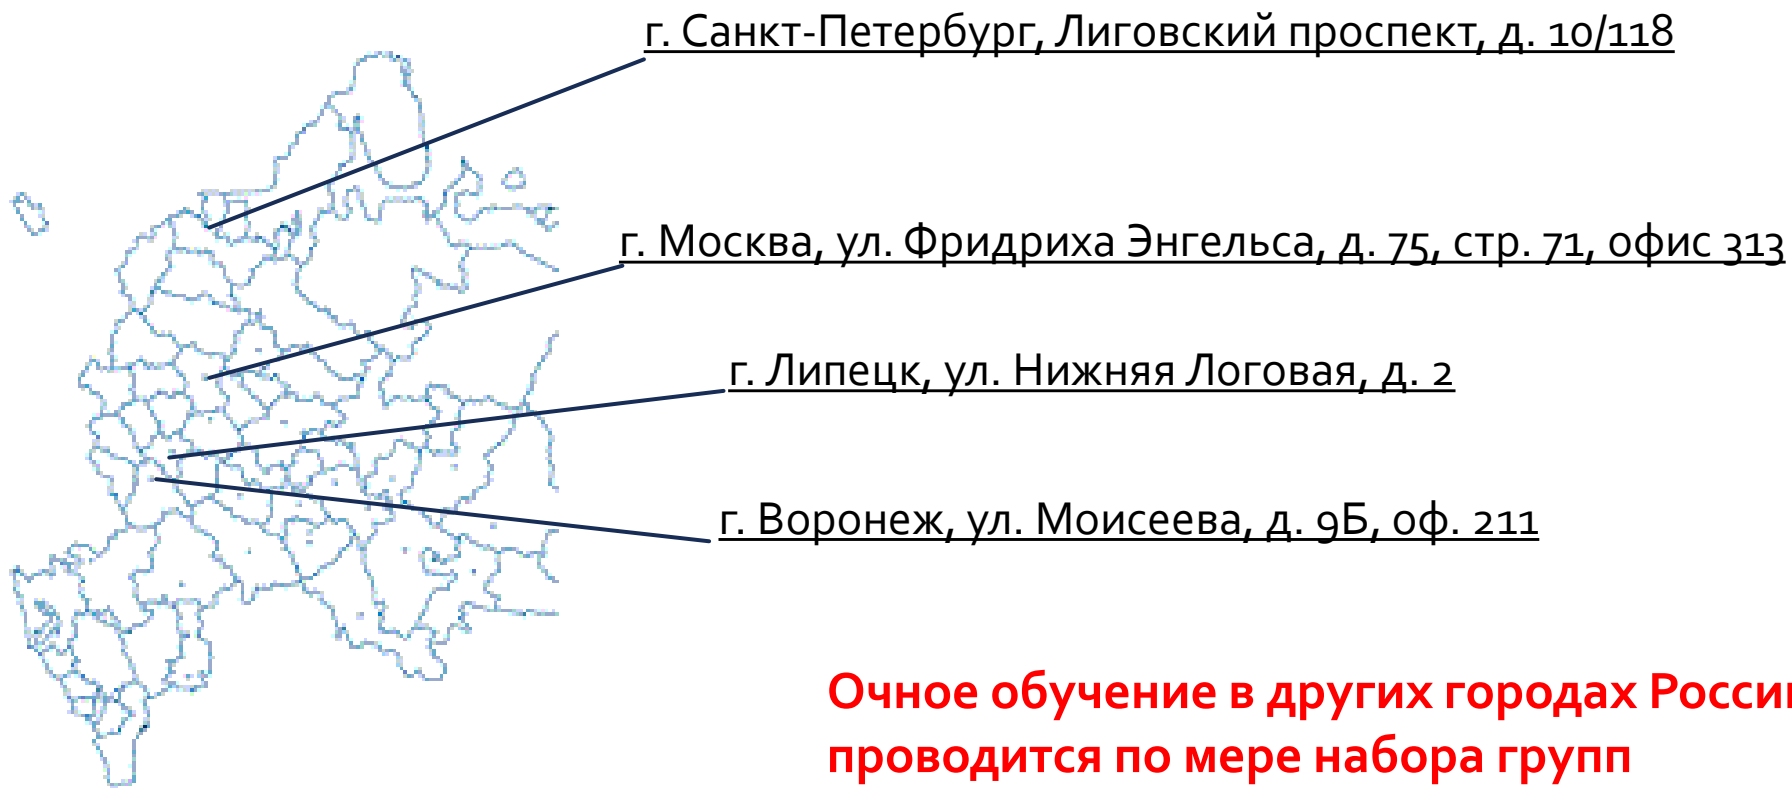 г. Санкт-Петербург, Лиговский проспект, д. 10/118
г. Москва, ул. Фридриха Энгельса, д. 75, стр. 71, офис 313
г. Липецк, ул. Нижняя Логовая, д. 2
г. Воронеж, ул. Моисеева, д. 9Б, оф. 211
Очное обучение в других городах России
проводится по мере набора групп